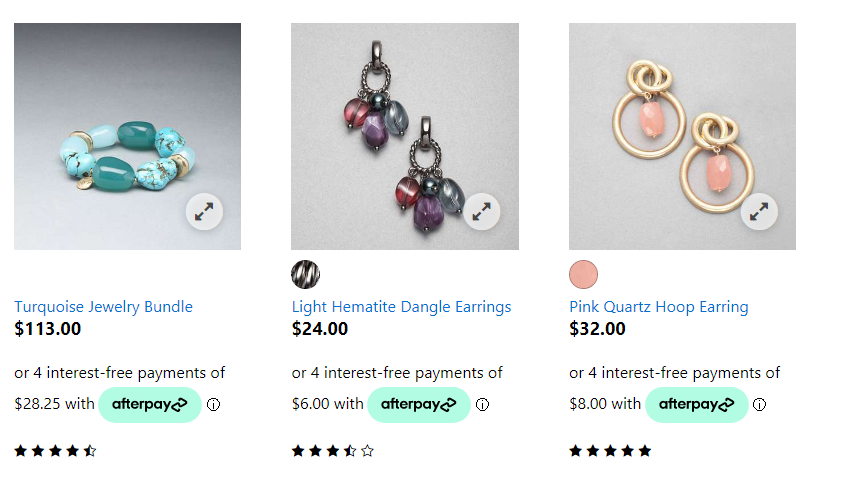 Turquoise Jewelry Bundle
$113.00
or 4 interest-free payments of
$28.25 with afterpay
Light Hematite Dangle Earrings
$24.00
or 4 interest-free payments of
$6.00 with afterpay
Pink Quartz Hoop Earring
$32.00
or 4 interest-free payments of
$8.00 with afterpay